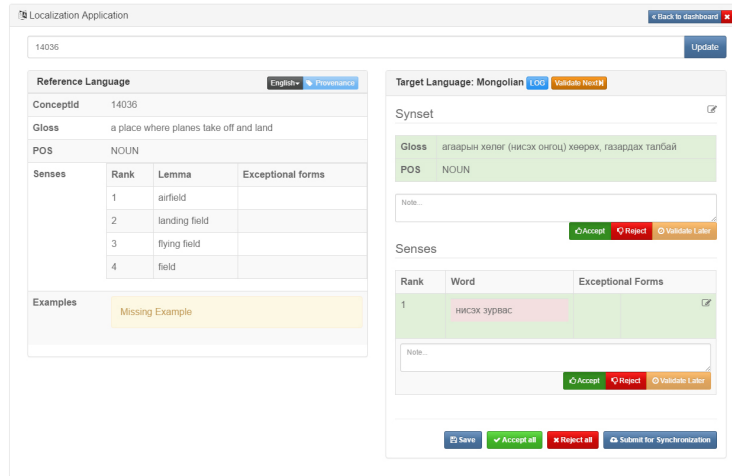 Localization Application
« Back to dashboard
14036
Update
Reference Language
English
Provenance
ConceptId 14036
Gloss a place where planes take off and land
POS NOUN
Senses Rank Lemma Exceptional forms
1 airfield
2 landing field
3 flying field
4 field
Examples Missing Example
Target Language: Mongolian LOG Validate Next
Synset
Gloss агаарын хөлөг (нисэх онгоц) хөөрөх, газардах талбай
POS NOUN
Note...
Accept Reject Validate Later
Senses
Rank Word Exceptional Forms
1 нисэх зурвас
Note...
Accept Reject Validate Later
Save Accept all Reject all Submit for Synchronization